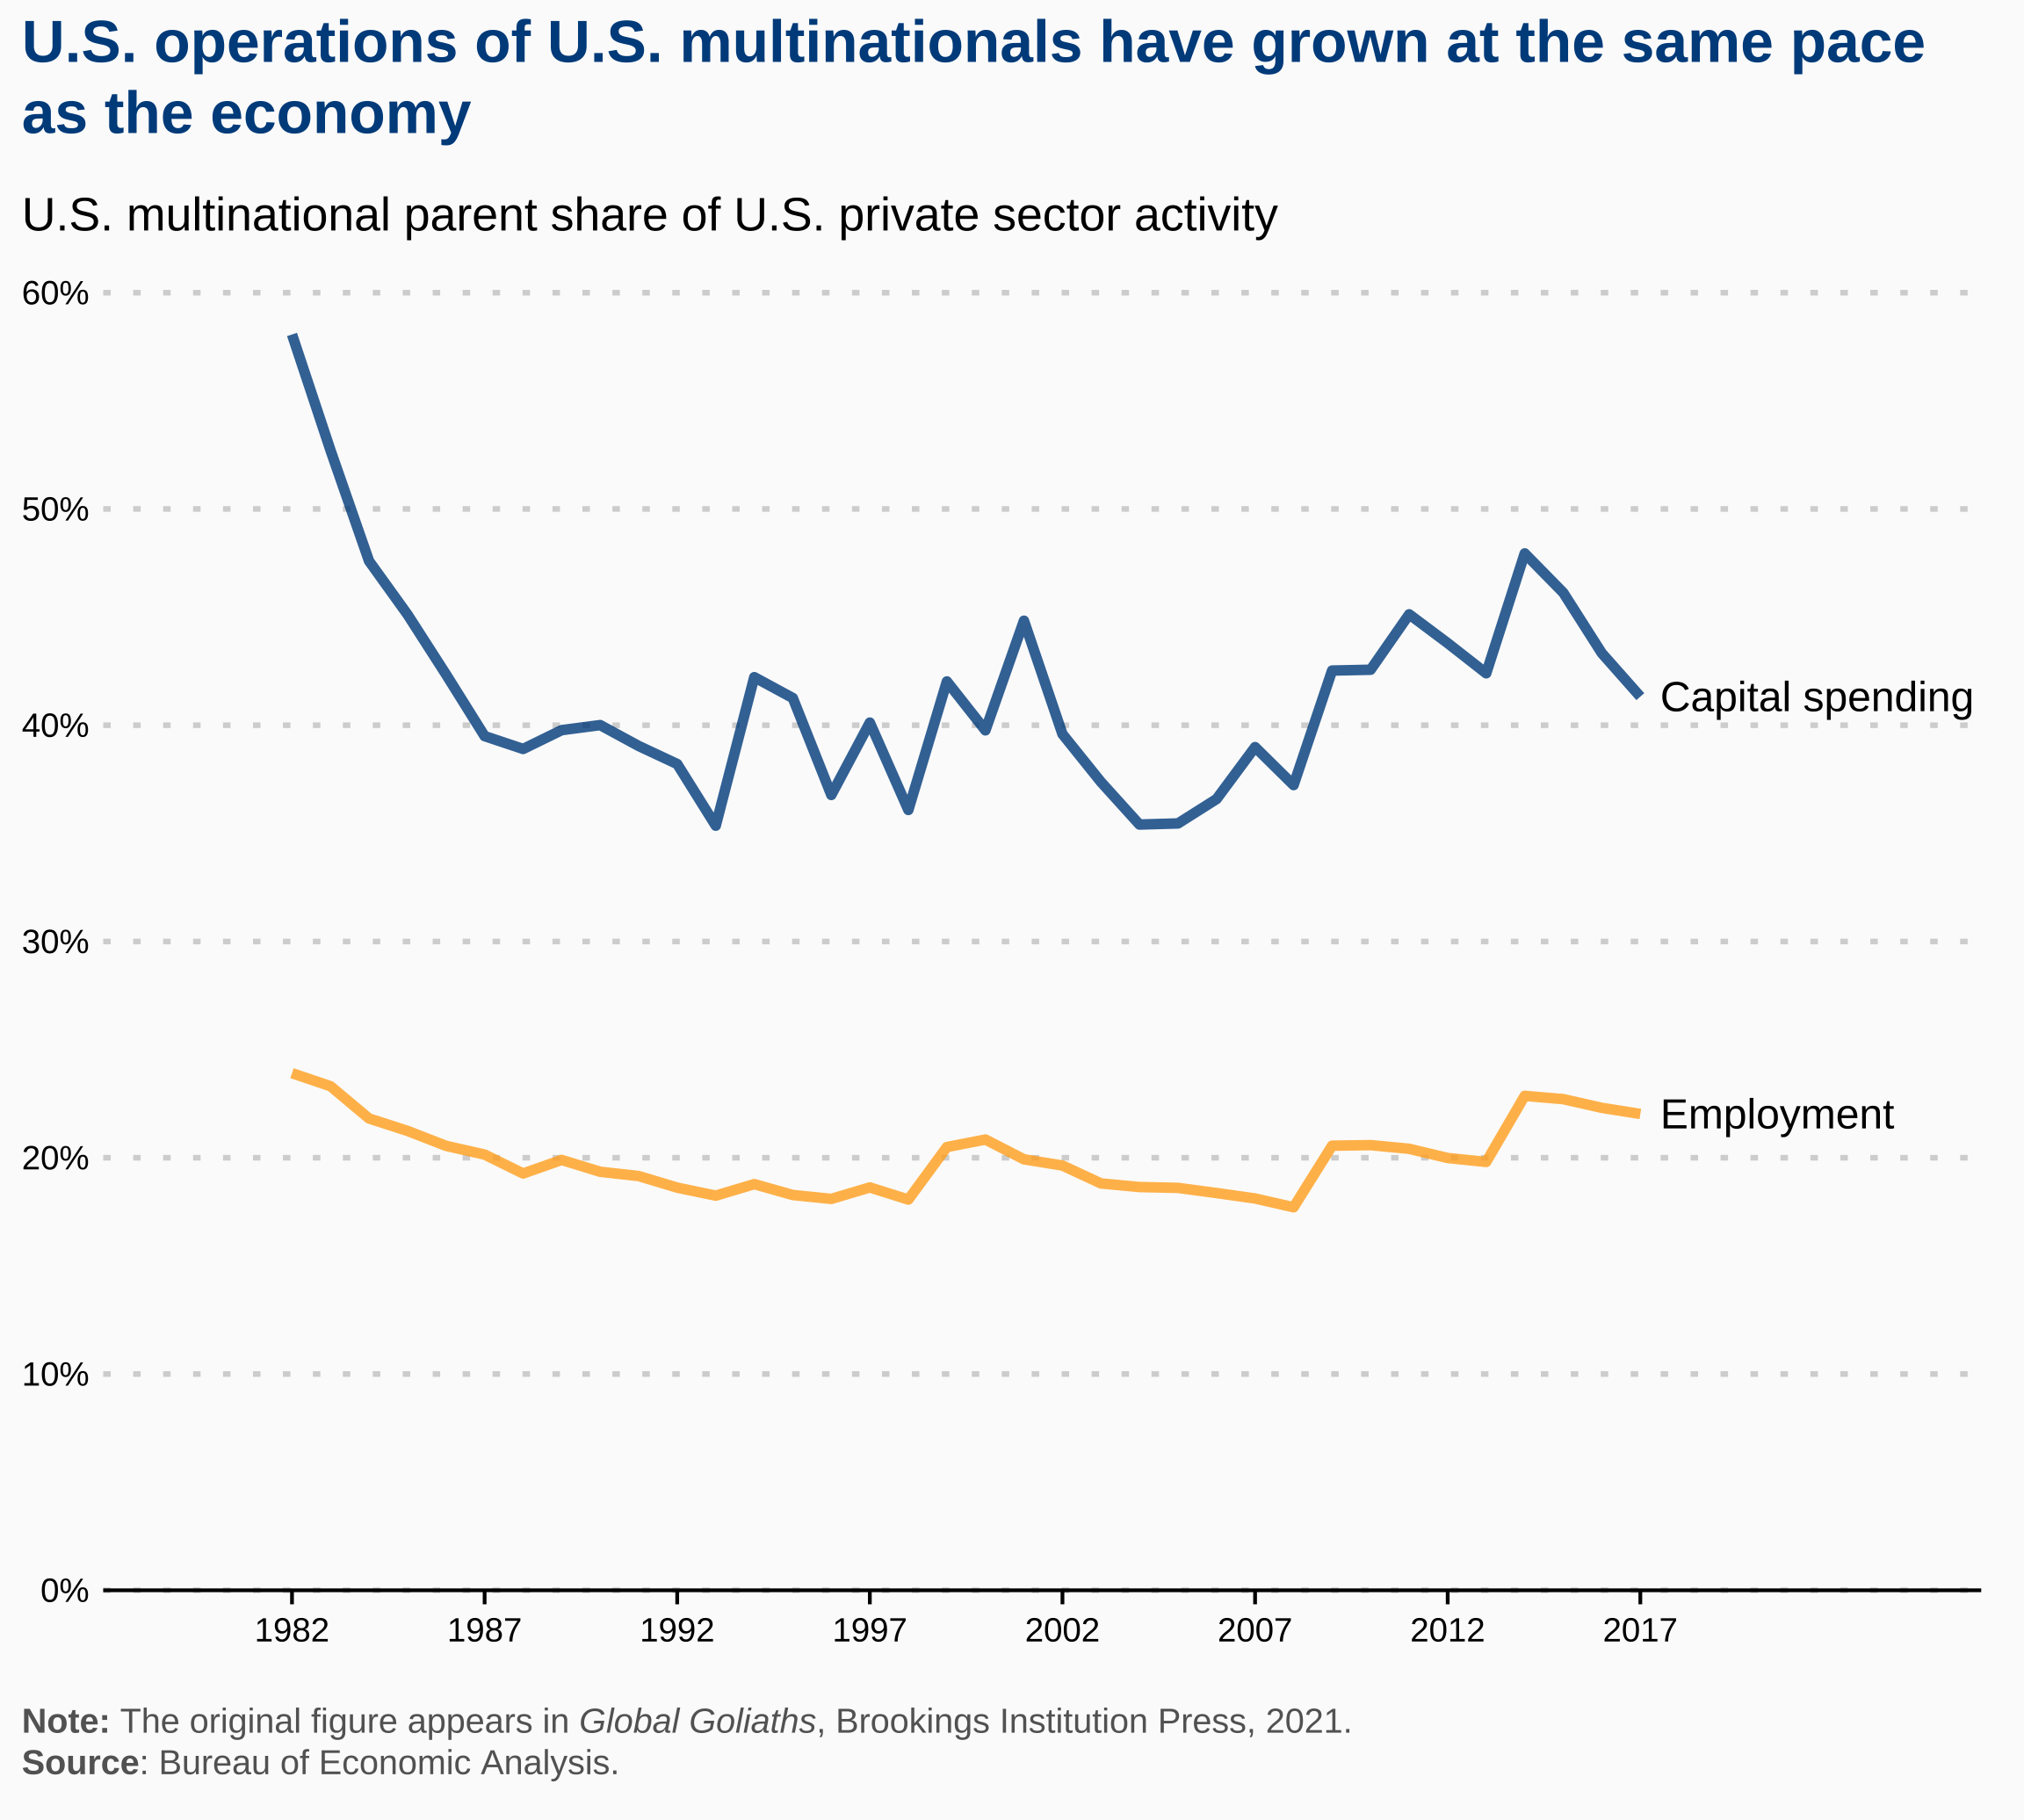 U.S. operations of U.S. multinationals have grown at the same pace
as the economy
U.S. multinational parent share of U.S. private sector activity
60%
50%
40%
30%
20%
10%
0%
Capital spending
Employment
1982 1987 1992 1997 2002 2007 2012 2017
Note: The original figure appears in Global Goliaths, Brookings Institution Press, 2021.
Source: Bureau of Economic Analysis.